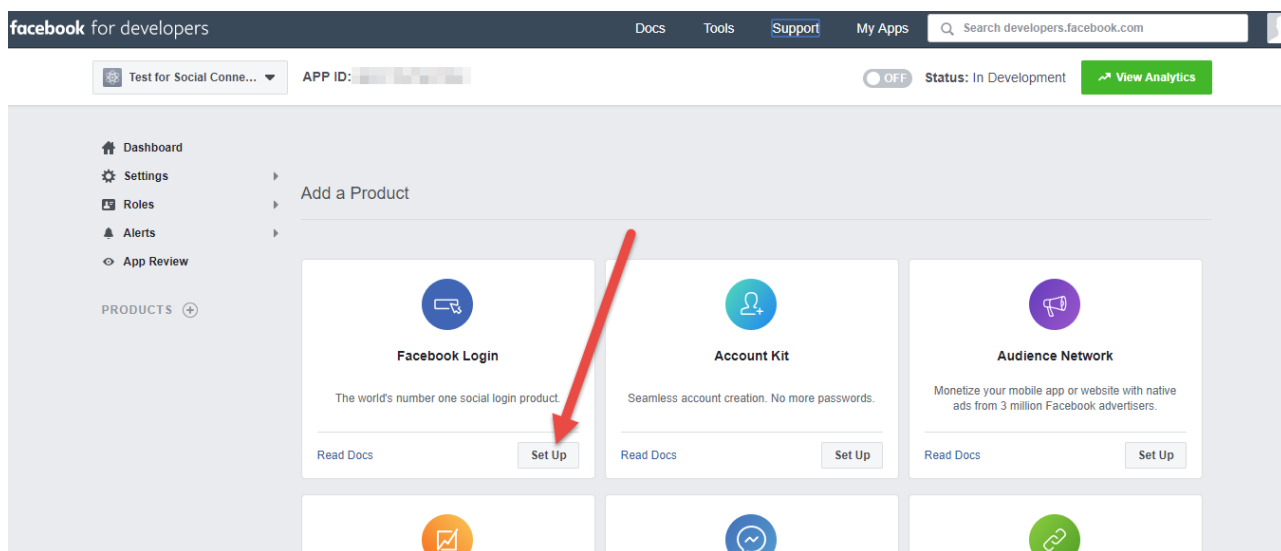 facebook for developers Docs Tools Support My Apps Search developers.facebook.com
Test for Social Conne... APP ID: OFF Status: In Development View Analytics
Dashboard
Settings
Roles
Alerts
App Review
PRODUCTS
Add a Product
Facebook Login
The world's number one social login product.
Read Docs Set Up
Account Kit
Seamless account creation. No more passwords.
Read Docs Set Up
Audience Network
Monetize your mobile app or website with native
ads from 3 million Facebook advertisers.
Read Docs Set Up